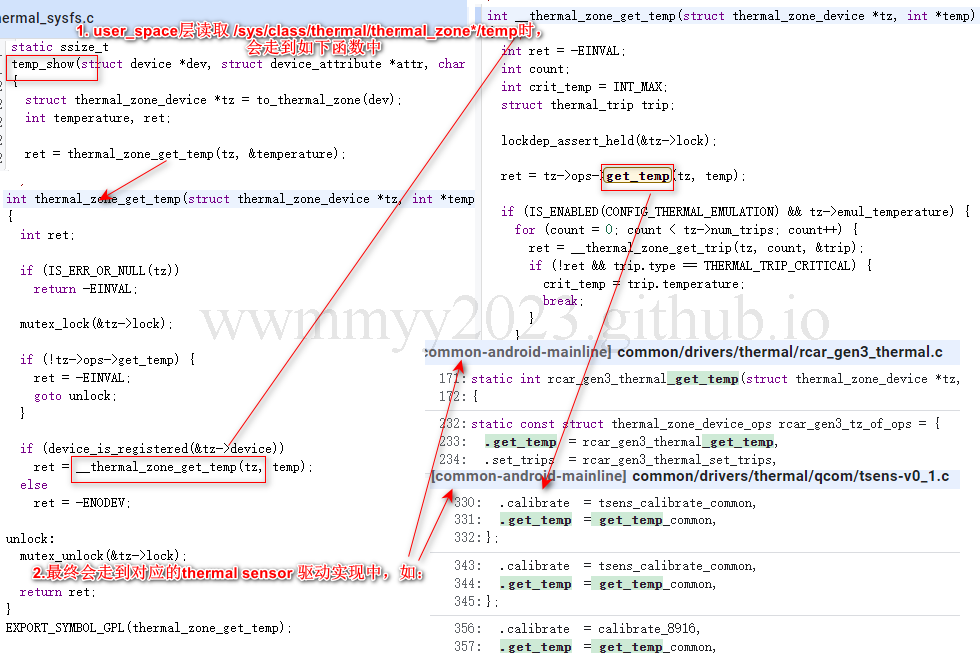 hermal_sysfs.c
1. user_space层读取 /sys/class/thermal/thermal_zone*/temp时,
会走到如下函数中
static ssize_t
temp_show(struct device *dev, struct device_attribute *attr, char
{
struct thermal_zone_device *tz = to_thermal_zone(dev);
int temperature, ret;
ret = thermal_zone_get_temp(tz, &temperature);
int thermal_zone_get_temp(struct thermal_zone_device *tz, int *temp
{
int ret;
if (IS_ERR_OR_NULL(tz))
return -EINVAL;
mutex_lock(&tz->lock);
if (!tz->ops->get_temp) {
ret = -EINVAL;
goto unlock;
}
if (device_is_registered(&tz->device))
ret = __thermal_zone_get_temp(tz, temp);
else
ret = -ENODEV;
unlock:
mutex_unlock(&tz->lock);
2.最终会走到对应的thermal sensor 驱动实现中，如：
return ret;
}
EXPORT_SYMBOL_GPL(thermal_zone_get_temp);
int __thermal_zone_get_temp(struct thermal_zone_device *tz, int *temp)
int ret = -EINVAL;
int count;
int crit_temp = INT_MAX;
struct thermal_trip trip;
lockdep_assert_held(&tz->lock);
ret = tz->ops->get_temp(tz, temp);
if (IS_ENABLED(CONFIG_THERMAL_EMULATION) && tz->emul_temperature) {
for (count = 0; count < tz->num_trips; count++) {
ret = __thermal_zone_get_trip(tz, count, &trip);
if (!ret && trip.type == THERMAL_TRIP_CRITICAL) {
crit_temp = trip.temperature;
break;
}
}
wwmmyy2023.github.io
common-android-mainline] common/drivers/thermal/rcar_gen3_thermal.c
171: static int rcar_gen3_thermal_get_temp(struct thermal_zone_device *tz,
172: {
232: static const struct thermal_zone_device_ops rcar_gen3_tz_of_ops = {
233: .get_temp = rcar_gen3_thermal_get_temp,
234: .set_trips = rcar_gen3_thermal_set_trips,
[common-android-mainline] common/drivers/thermal/qcom/tsens-v0_1.c
330: .calibrate = tsens_calibrate_common,
331: .get_temp = get_temp_common,
332: };
343: .calibrate = tsens_calibrate_common,
344: .get_temp = get_temp_common,
345: };
356: .calibrate = calibrate_8916,
357: .get_temp = get_temp_common,